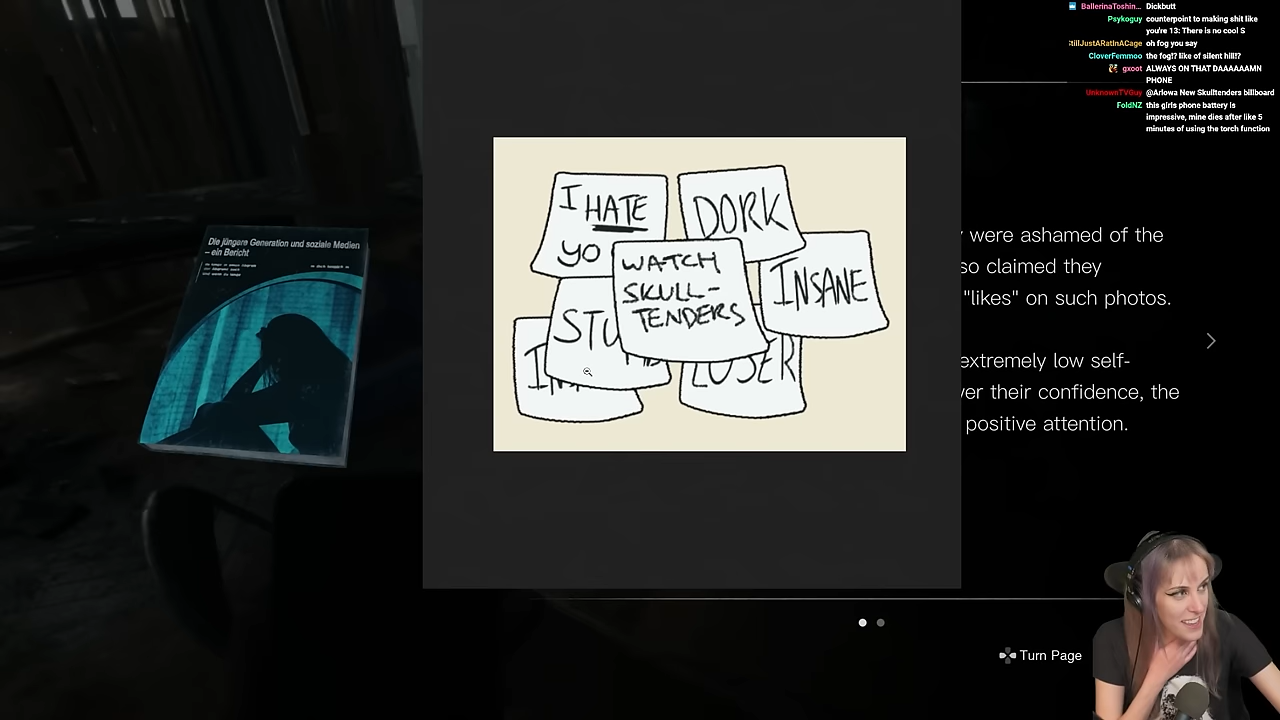 BallerinaToshin... Dickbutt
Psykoguy counterpoint to making shit like
you're 13: There is no cool S
tillJustARatInACage oh fog you say
CloverFemmeo the fog!? like of silent hill!?
gxoot ALWAYS ON THAT DAAAAAAMN
PHONE
UnknownTVGuy @Arlowa New Skulltenders billboard
FoldNZ this girls phone battery is
impressive, mine dies after like 5
minutes of using the torch function
Die jüngere Generation und soziale Medien
– ein Bericht
I HATE
YO
DORK
WATCH
SKULL-
TENDERS
INSANE
STU
LOSER
were ashamed of the
so claimed they
"likes" on such photos.
extremely low self-
ver their confidence, the
positive attention.
Turn Page